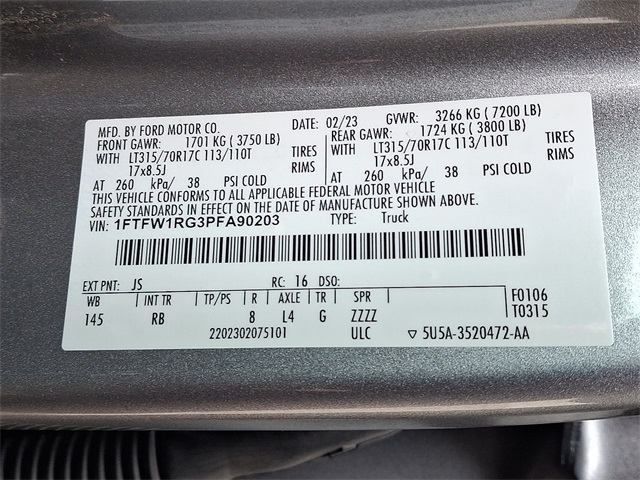 MFD. BY FORD MOTOR CO. DATE: 02/23 GVWR: 3266 KG ( 7200 LB)
FRONT GAWR: 1701 KG ( 3750 LB) REAR GAWR: 1724 KG ( 3800 LB)
WITH LT315/70R17C 113/110T TIRES WITH LT315/70R17C 113/110T TIRES
17x8.5J RIMS 17x8.5J RIMS
AT 260 kPa/ 38 PSI COLD AT 260 kPa/ 38 PSI COLD
THIS VEHICLE CONFORMS TO ALL APPLICABLE FEDERAL MOTOR VEHICLE
SAFETY STANDARDS IN EFFECT ON THE DATE OF MANUFACTURE SHOWN ABOVE.
VIN: 1FTFW1RG3PFA90203 TYPE: Truck
EXT PNT: JS RC: 16 DSO:
WB INT TR TP/PS R AXLE TR SPR F0106
145 RB 8 L4 G ZZZZ T0315
2202302075101 ULC ▽ 5U5A-3520472-AA